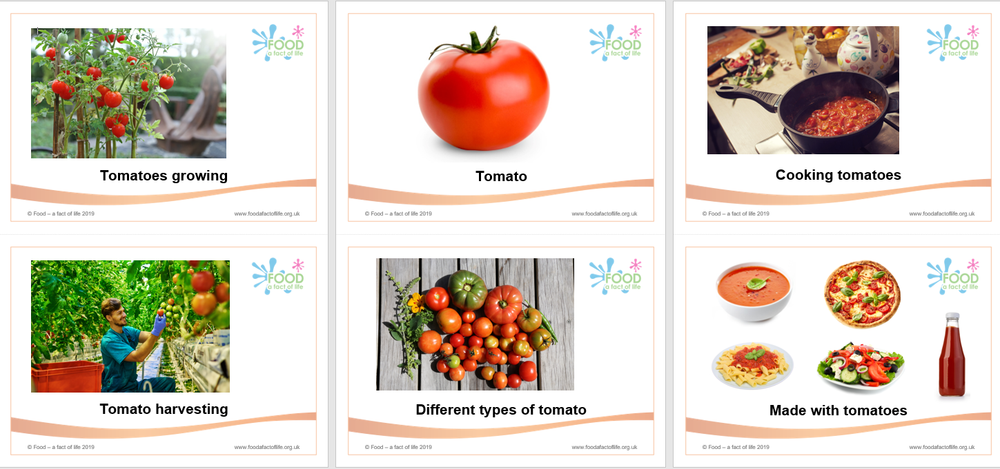 FOOD
a fact of life
Tomatoes growing
© Food – a fact of life 2019
www.foodafactoflife.org.uk
FOOD
a fact of life
Tomato
© Food – a fact of life 2019
www.foodafactoflife.org.uk
FOOD
a fact of life
Cooking tomatoes
© Food – a fact of life 2019
www.foodafactoflife.org.uk
FOOD
a fact of life
Tomato harvesting
© Food – a fact of life 2019
www.foodafactoflife.org.uk
FOOD
a fact of life
Different types of tomato
© Food – a fact of life 2019
www.foodafactoflife.org.uk
FOOD
a fact of life
Made with tomatoes
© Food – a fact of life 2019
www.foodafactoflife.org.uk